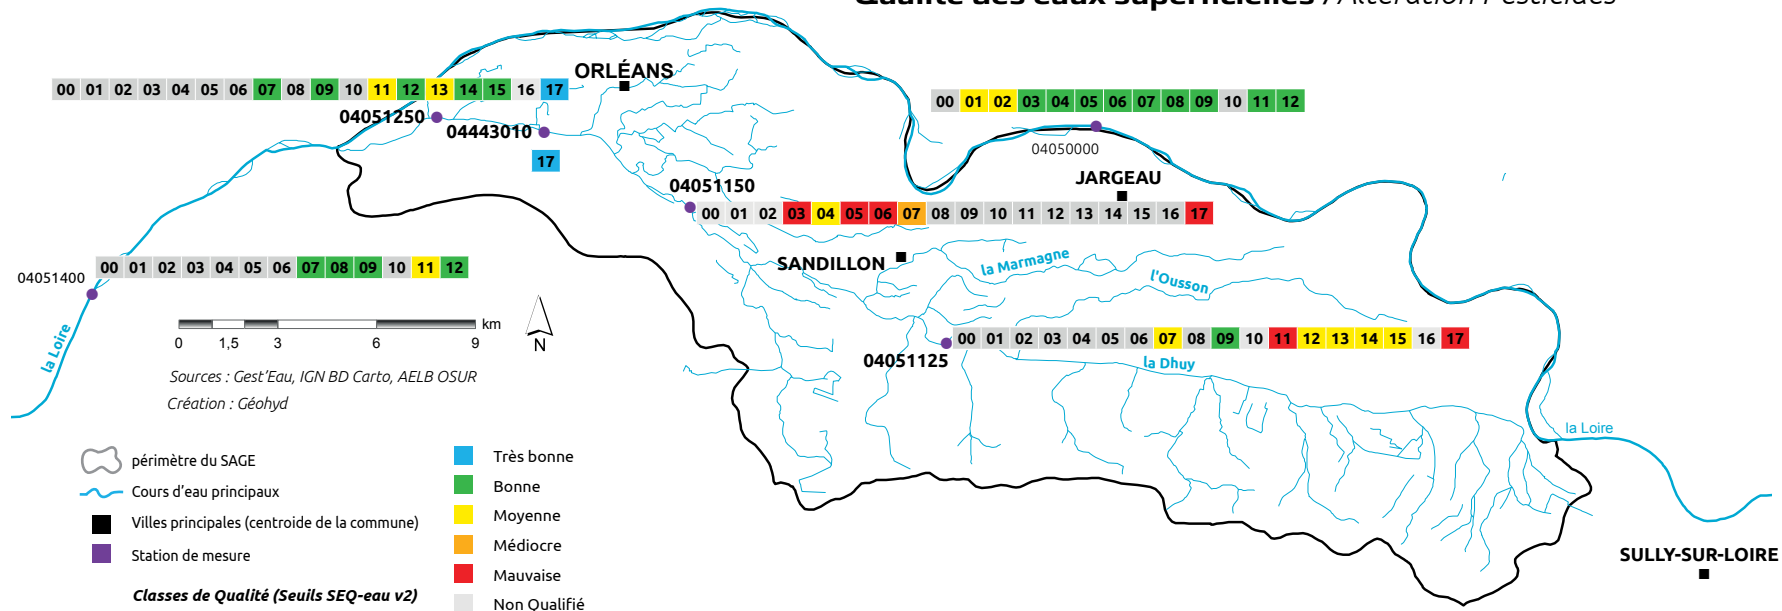 Qualité des eaux superficielles / Altération Pesticides
ORLÉANS
00 01 02 03 04 05 06 07 08 09 10 11 12 13 14 15 16 17
00 01 02 03 04 05 06 07 08 09 10 11 12
04051250
04443010
04050000
17
JARGEAU
04051150
00 01 02 03 04 05 06 07 08 09 10 11 12 13 14 15 16 17
SANDILLON
la Marmagne
04051400
00 01 02 03 04 05 06 07 08 09 10 11 12
l'Ousson
la Loire
km
0 1,5 3 6 9
N
00 01 02 03 04 05 06 07 08 09 10 11 12 13 14 15 16 17
04051125
la Dhuy
Sources : Gest'Eau, IGN BD Carto, AELB OSUR
Création : Géohyd
la Loire
périmètre du SAGE
Cours d'eau principaux
Villes principales (centroide de la commune)
Station de mesure
Classes de Qualité (Seuils SEQ-eau v2)
Très bonne
Bonne
Moyenne
Médiocre
Mauvaise
Non Qualifié
SULLY-SUR-LOIRE